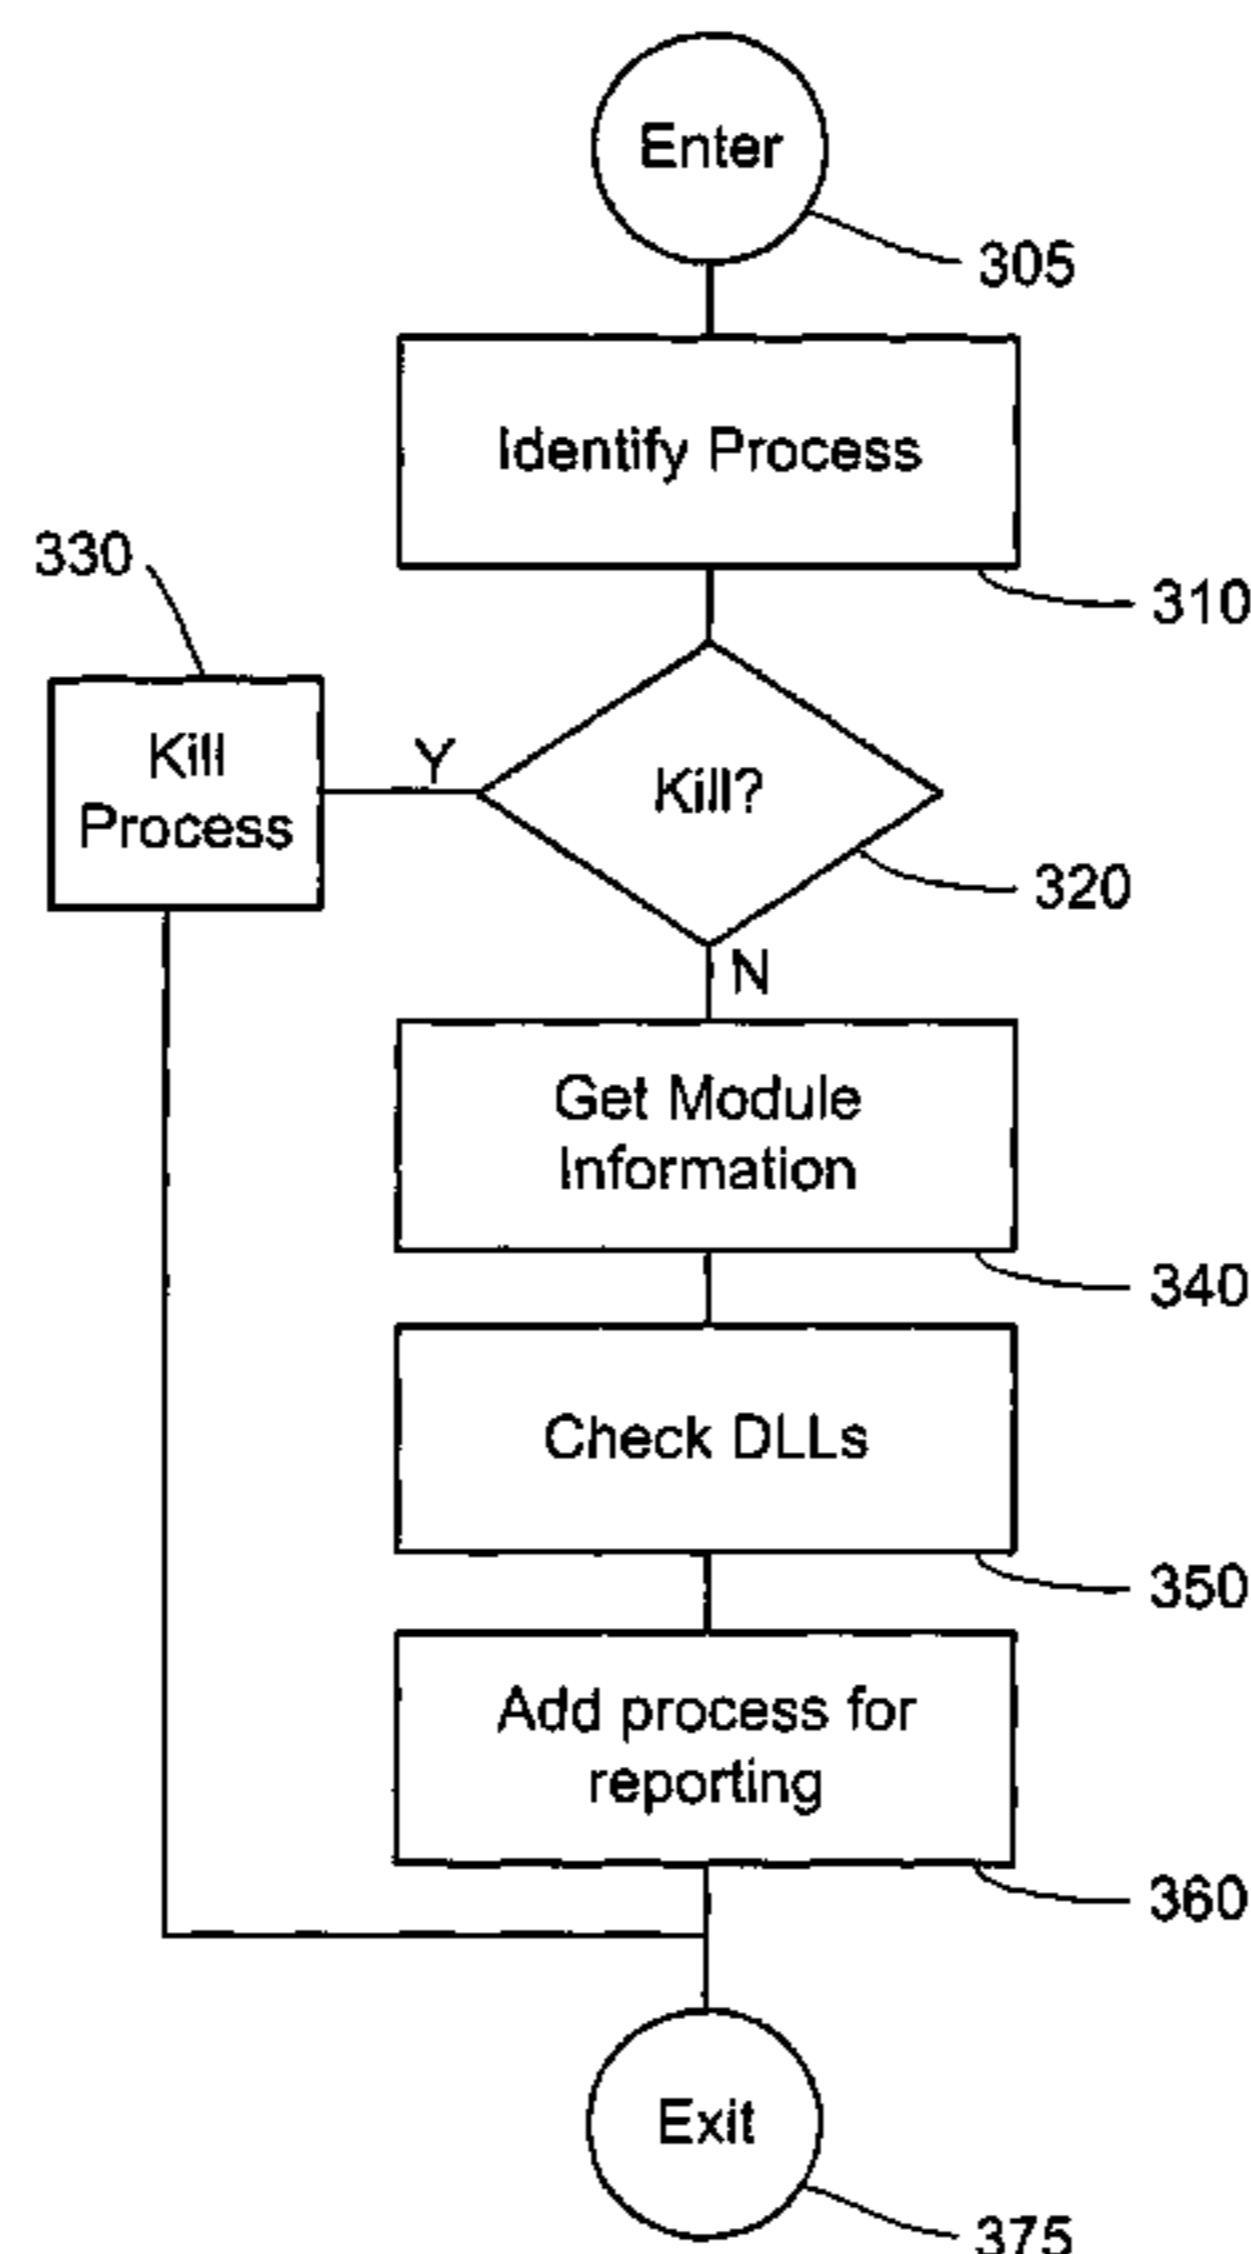 Enter
305
Identify Process
310
330
Kill
Process
Y
Kill?
320
N
Get Module
Information
340
Check DLLs
350
Add process for
reporting
360
Exit
375